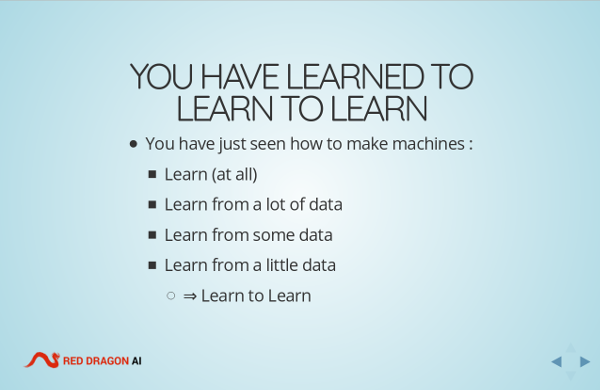 YOU HAVE LEARNED TO
LEARN TO LEARN
● You have just seen how to make machines :
■ Learn (at all)
■ Learn from a lot of data
■ Learn from some data
■ Learn from a little data
○ ⇒ Learn to Learn
RED DRAGON AI